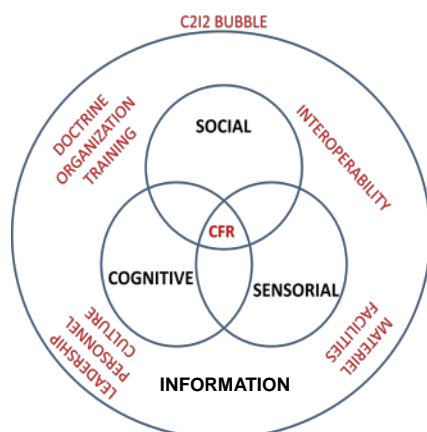 C2I2 BUBBLE
DOCTRINE
ORGANIZATION
TRAINING
SOCIAL
INTEROPERABILITY
CFR
COGNITIVE
SENSORIAL
LEADERSHIP
PERSONNEL
CULTURE
MATERIEL
FACILITIES
INFORMATION